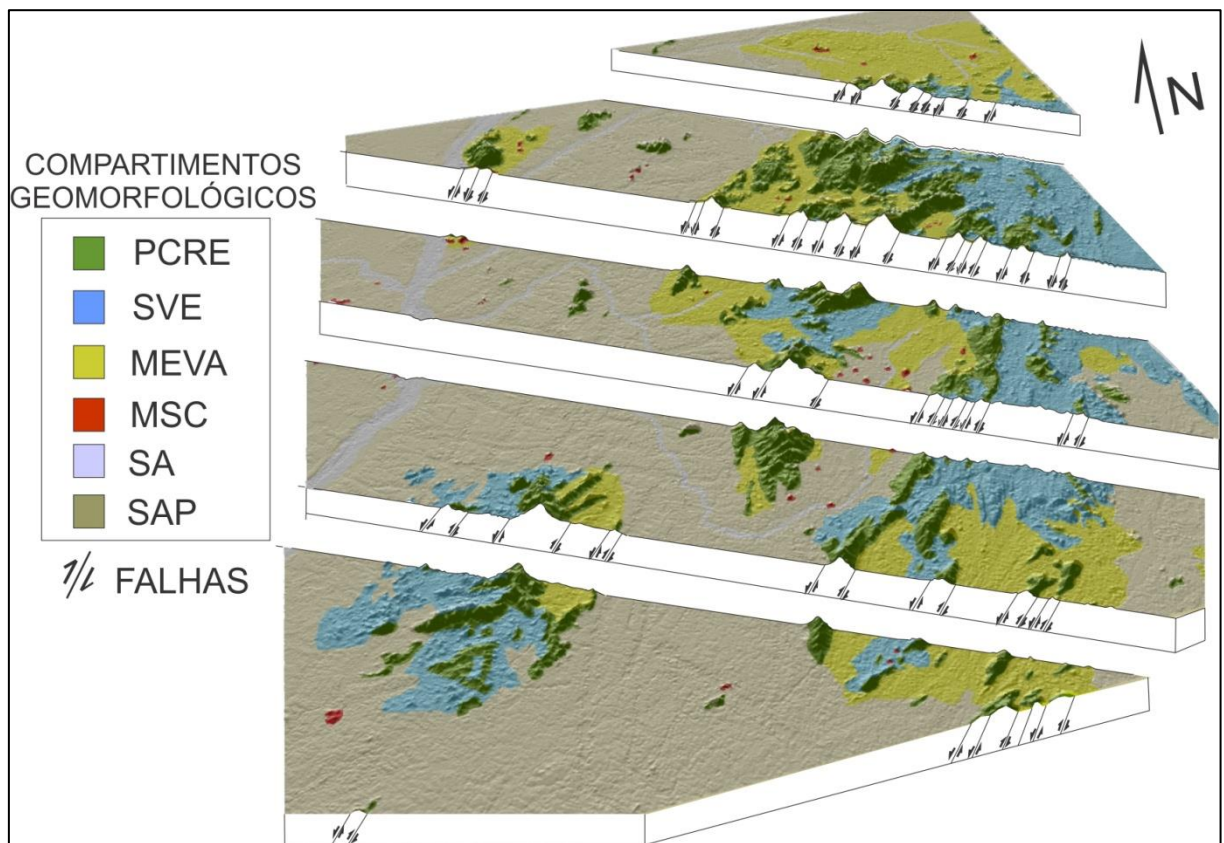 COMPARTIMENTOS
GEOMORFOLÓGICOS
PCRE
SVE
MEVA
MSC
SA
SAP
FALHAS
N